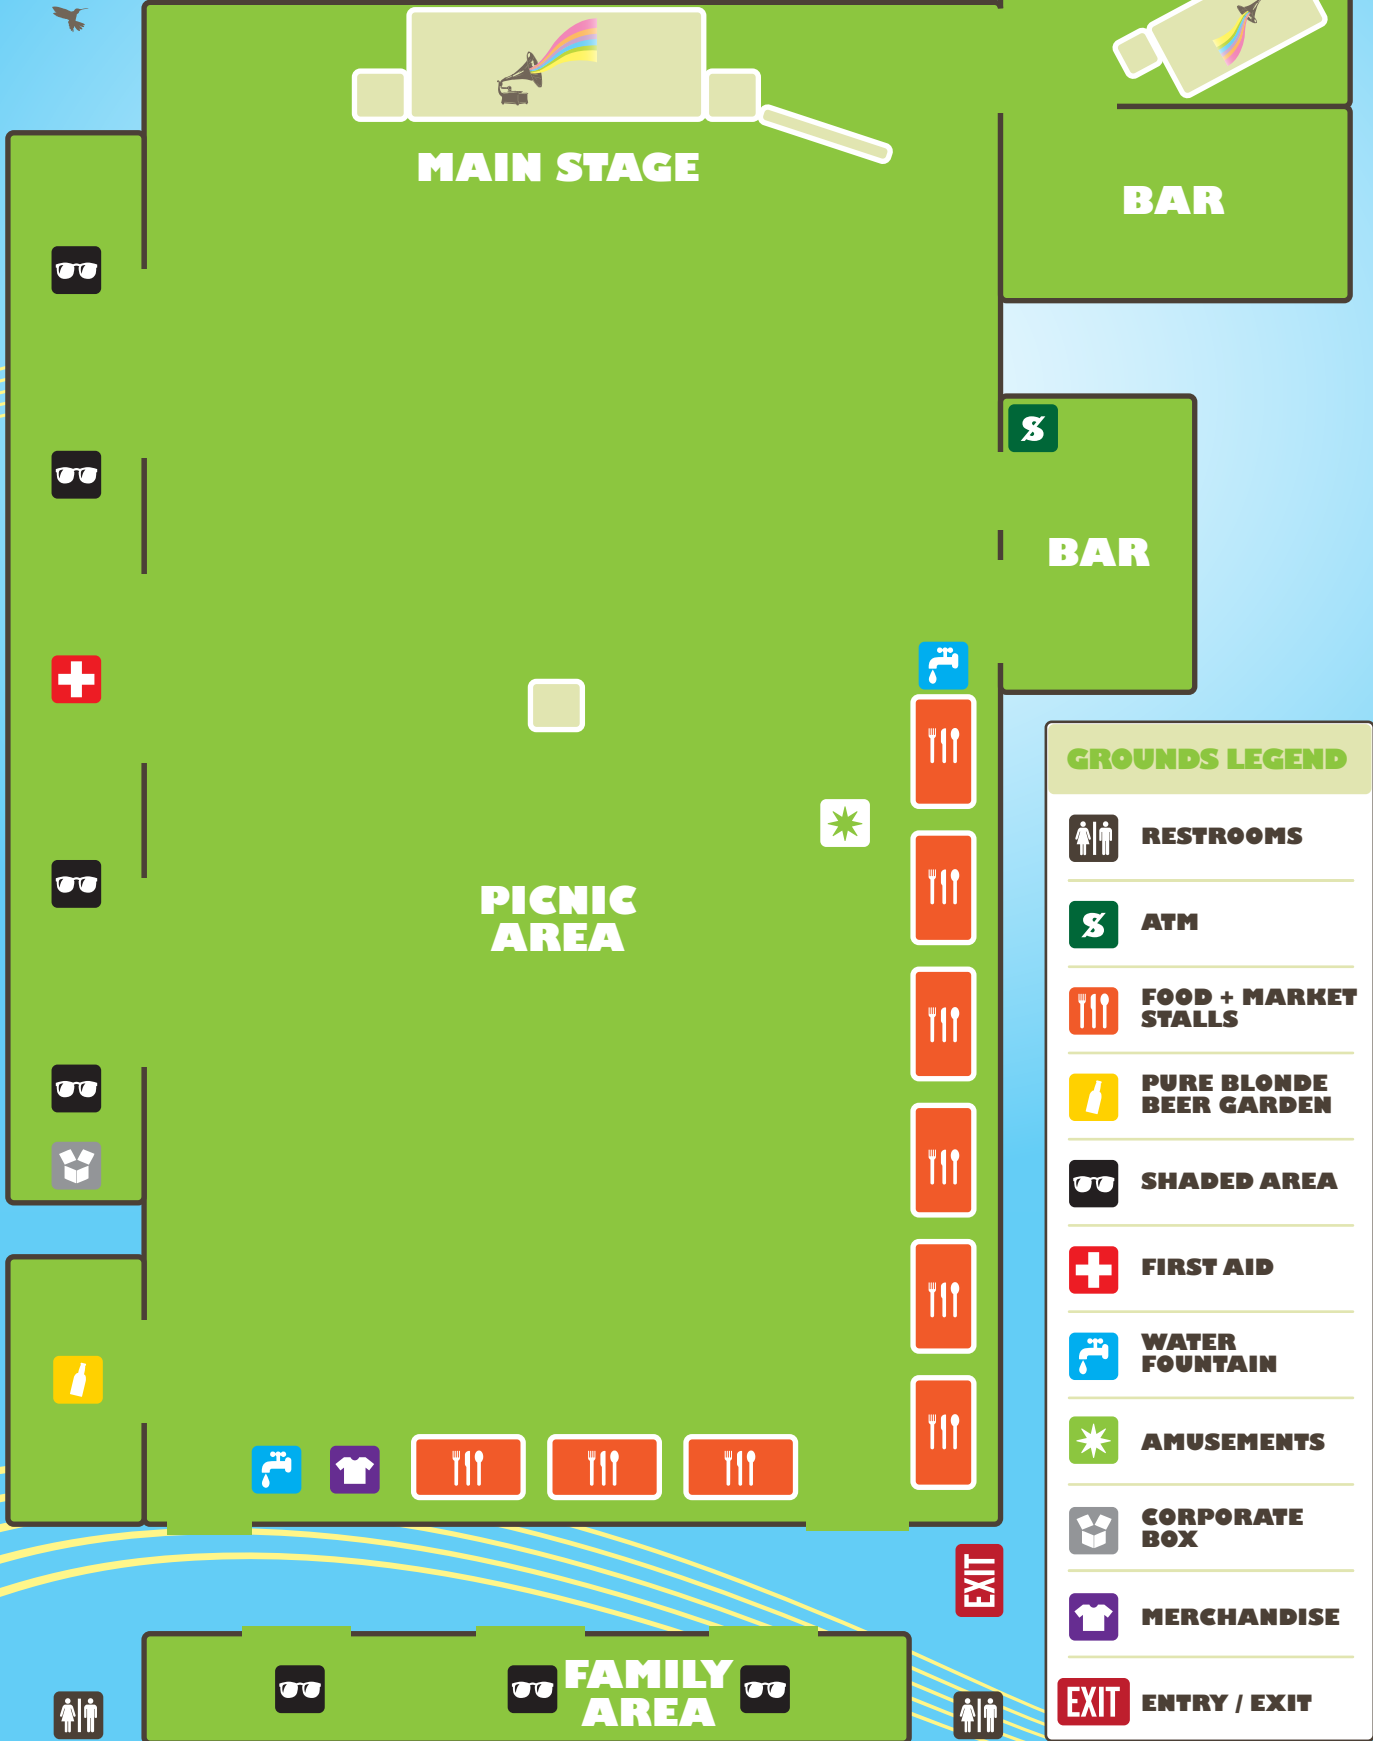 MAIN STAGE
BAR
BAR
PICNIC
AREA
EXIT
FAMILY
AREA
GROUNDS LEGEND
RESTROOMS
ATM
FOOD + MARKET
STALLS
PURE BLONDE
BEER GARDEN
SHADED AREA
FIRST AID
WATER
FOUNTAIN
AMUSEMENTS
CORPORATE
BOX
MERCHANDISE
EXIT ENTRY / EXIT